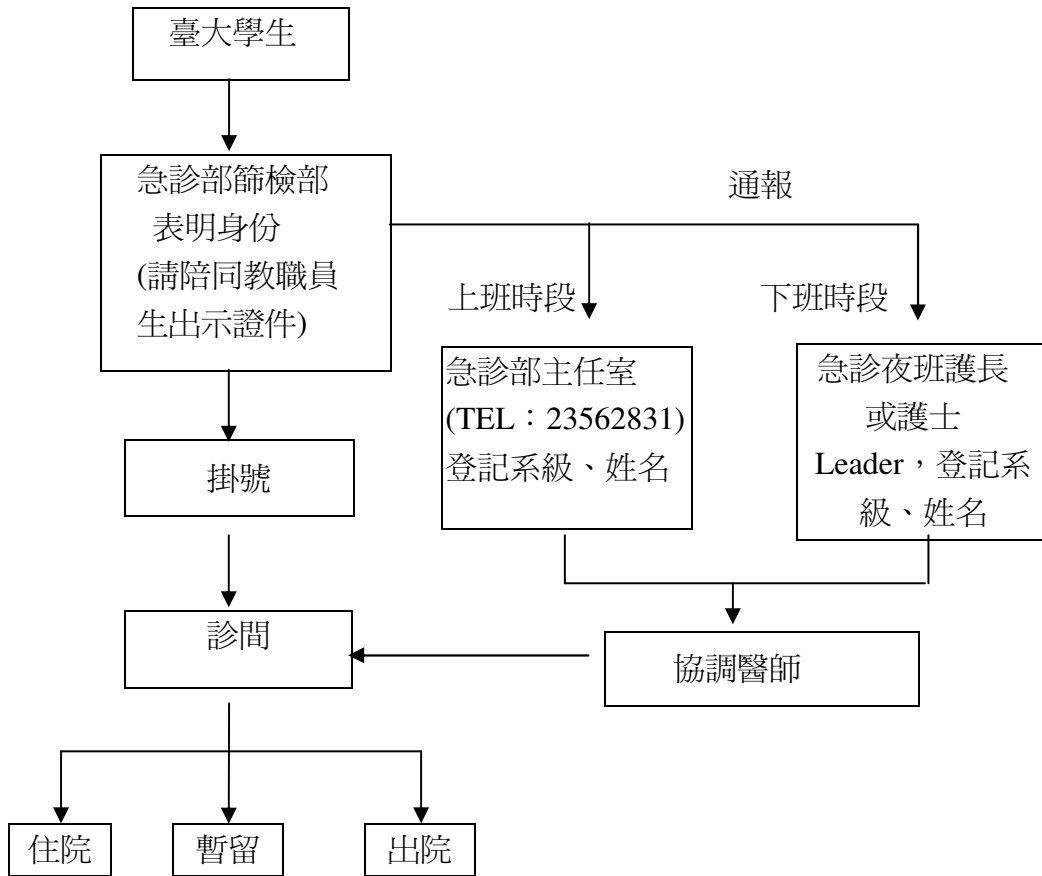 臺大學生
急診部篩檢部
表明身份
(請陪同教職員
生出示證件)
通報
上班時段
下班時段
急診部主任室
(TEL：23562831)
登記系級、姓名
急診夜班護長
或護士
Leader，登記系
級、姓名
掛號
診間
協調醫師
住院
暫留
出院